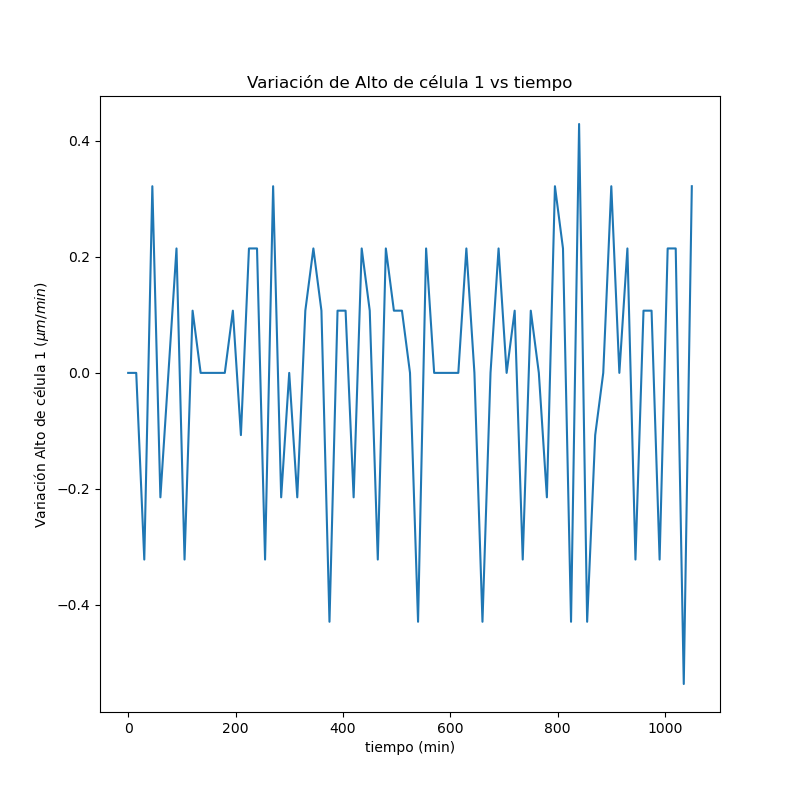 Variación de Alto de célula 1 vs tiempo
Variación Alto de célula 1 (μm/min)
0.4
0.2
0.0
−0.2
−0.4
0 200 400 600 800 1000
tiempo (min)